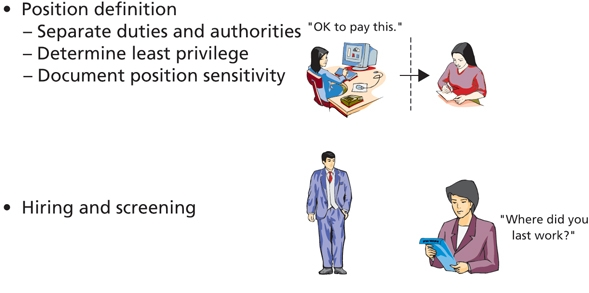 • Position definition
– Separate duties and authorities
"OK to pay this."
– Determine least privilege
– Document position sensitivity
• Hiring and screening
"Where did you
last work?"